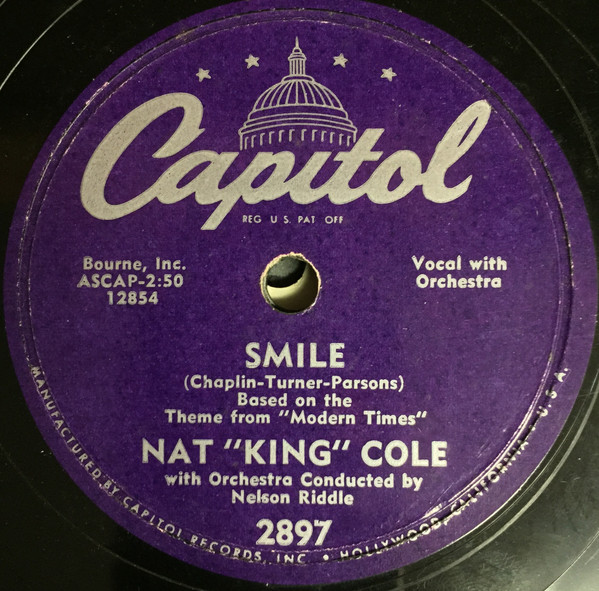 Capitol
REG U.S. PAT OFF
Bourne, Inc.
ASCAP-2:50
12854
Vocal with
Orchestra
SMILE
(Chaplin-Turner-Parsons)
Based on the
Theme from "Modern Times"
NAT "KING" COLE
with Orchestra Conducted by
Nelson Riddle
2897
MANUFACTURED BY CAPITOL RECORDS, INC. • HOLLYWOOD, CALIFORNIA - U.S.A.